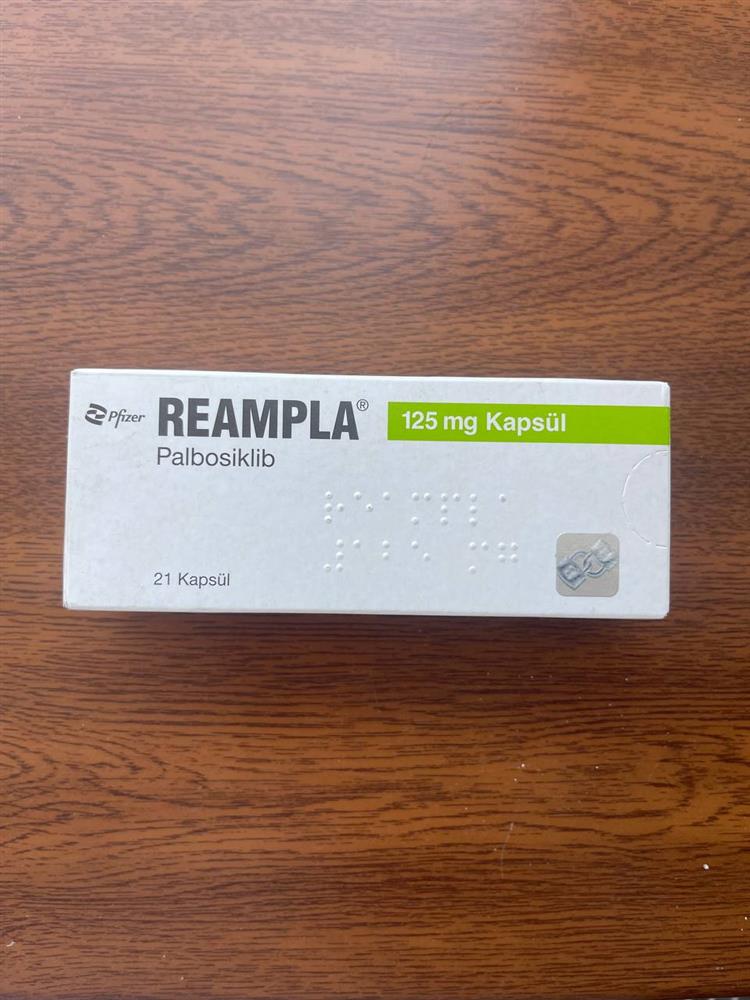 Pfizer REAMPLA® 125 mg Kapsül
Palbosiklib
21 Kapsül